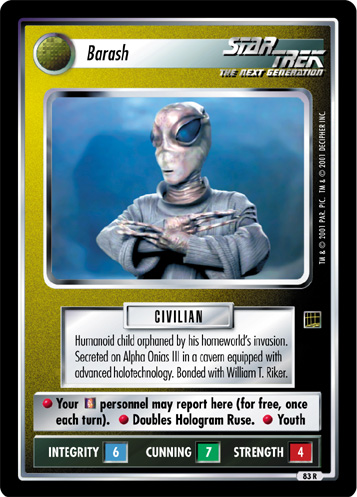 Barash
STAR TREK
THE NEXT GENERATION
TM & © 2001 PAR. PIC. TM & © 2001 DECIPHER INC.
CIVILIAN
Humanoid child orphaned by his homeworld's invasion.
Secreted on Alpha Onias III in a cavern equipped with
advanced holotechnology. Bonded with William T. Riker.
• Your personnel may report here (for free, once
each turn). • Doubles Hologram Ruse. • Youth
INTEGRITY 6 CUNNING 7 STRENGTH 4
83 R